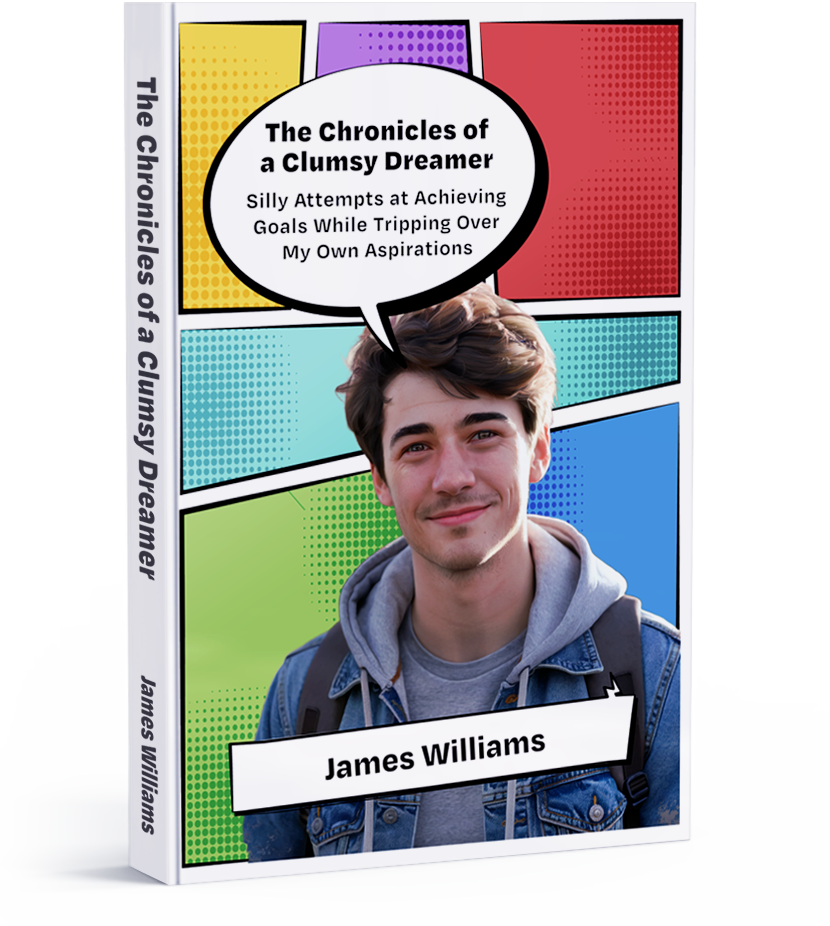 The Chronicles of a Clumsy Dreamer
James Williams
The Chronicles of
a Clumsy Dreamer
Silly Attempts at Achieving
Goals While Tripping Over
My Own Aspirations
James Williams